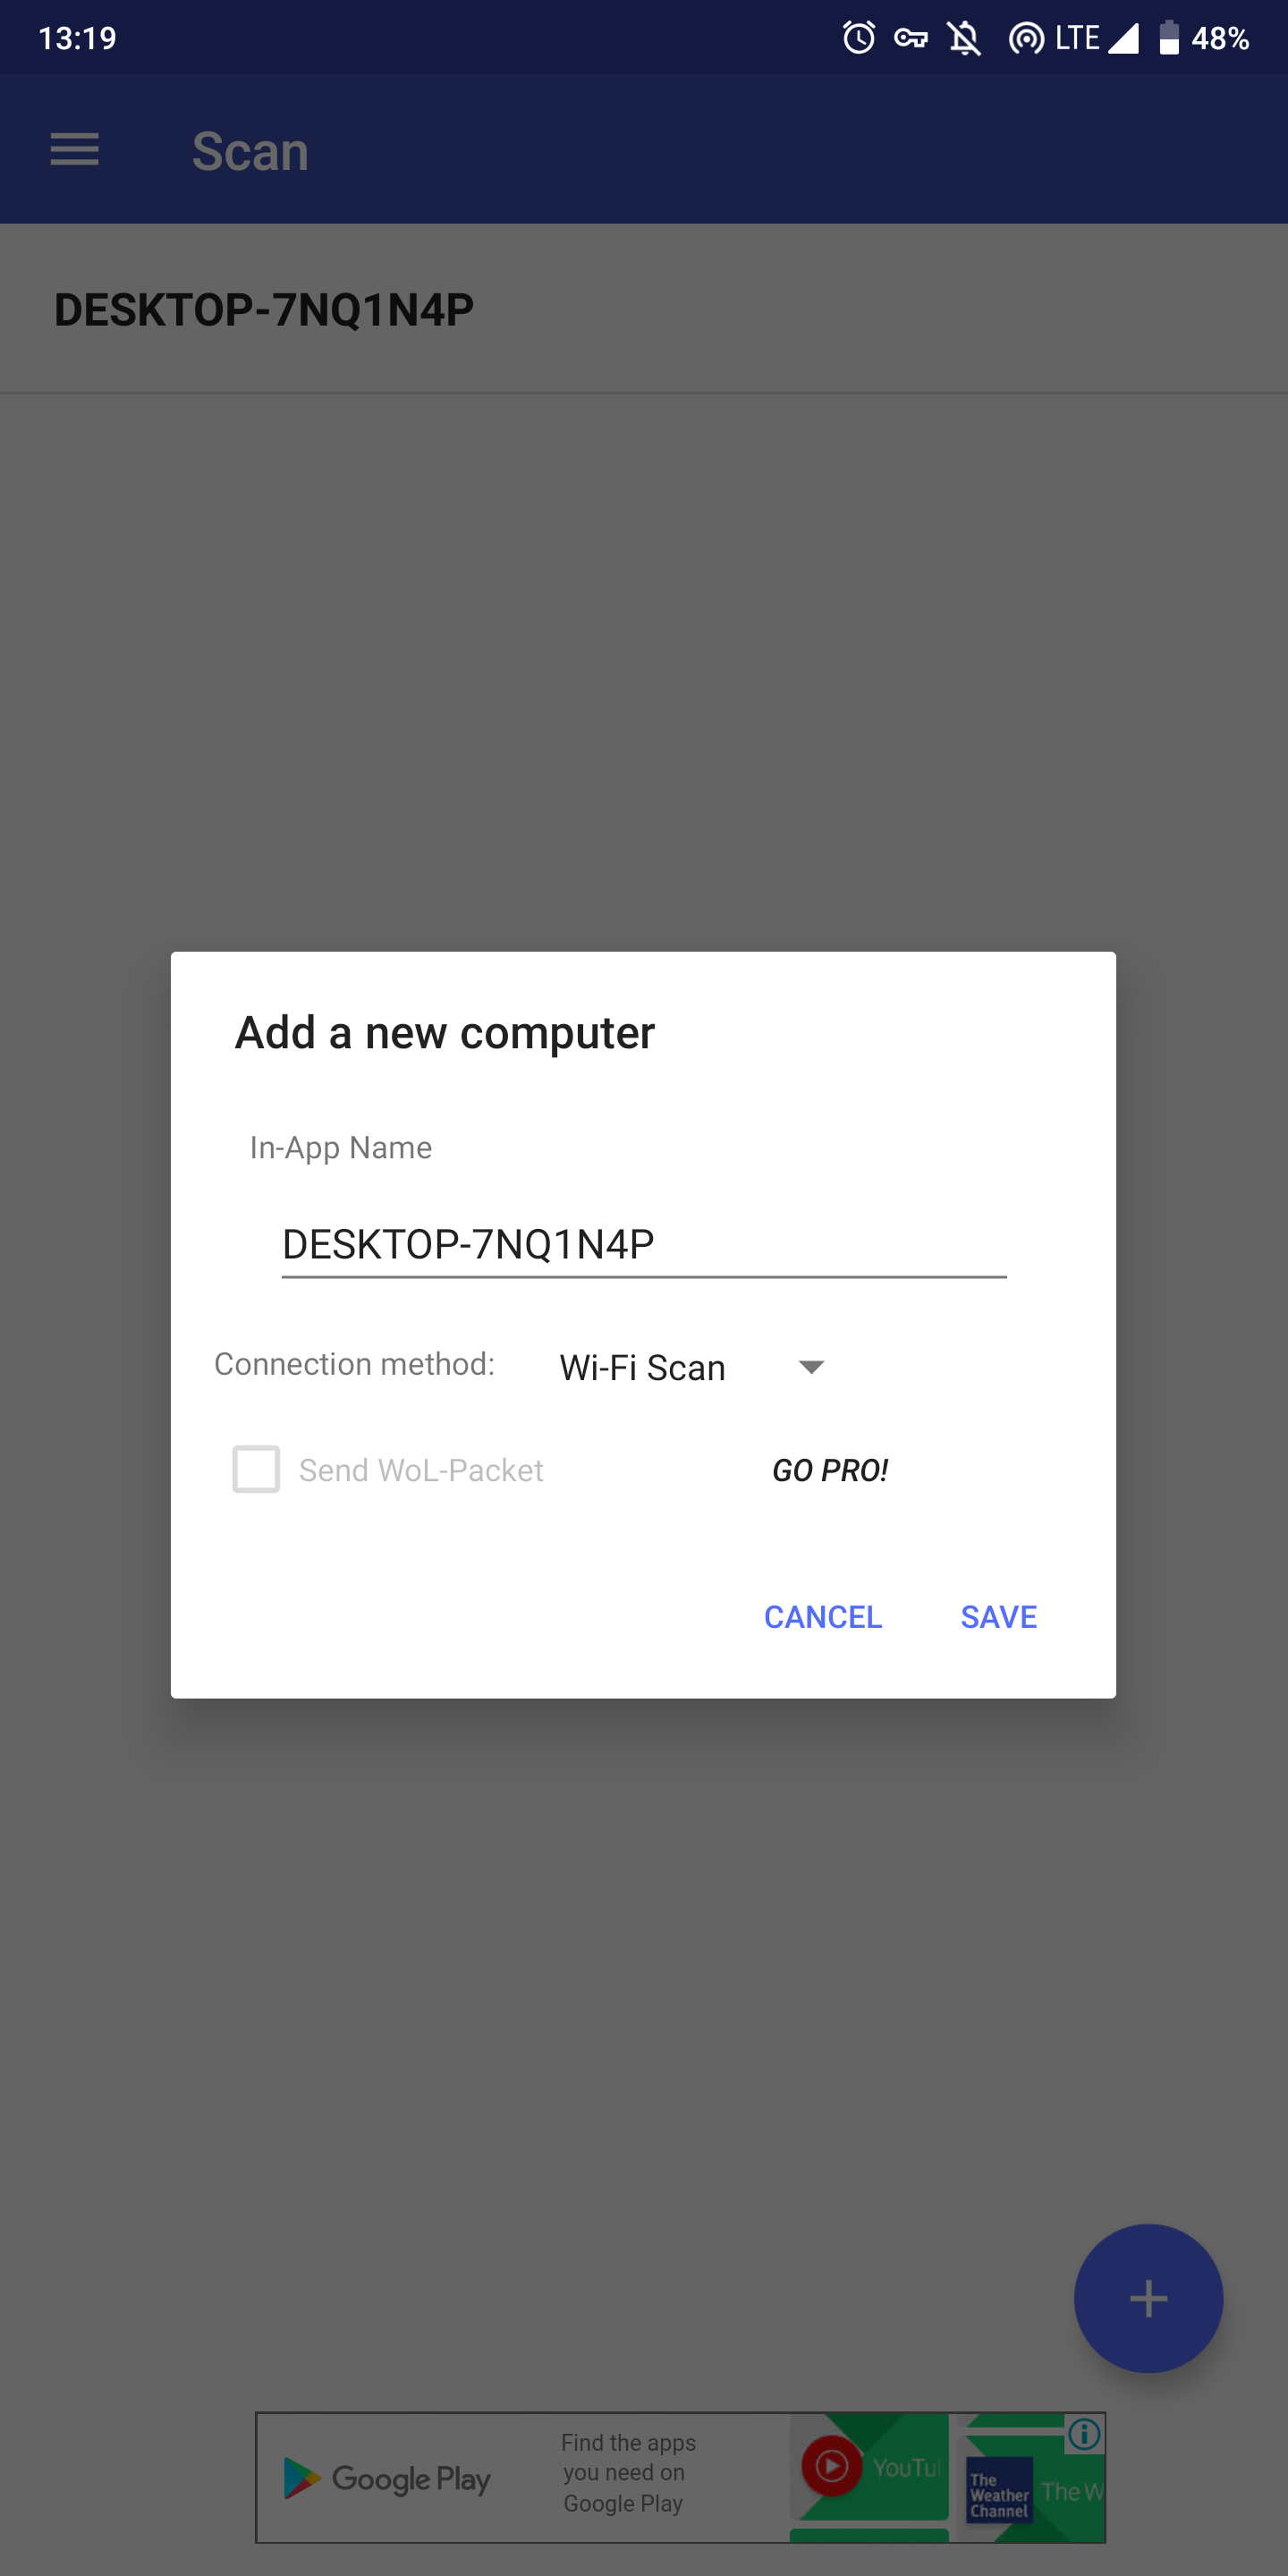 13:19 LTE 48%
Scan
DESKTOP-7NQ1N4P
Add a new computer
In-App Name
DESKTOP-7NQ1N4P
Connection method: Wi-Fi Scan
Send WoL-Packet GO PRO!
CANCEL SAVE
Google Play
Find the apps
you need on
Google Play
YouTu
The
Weather
Channel
The W